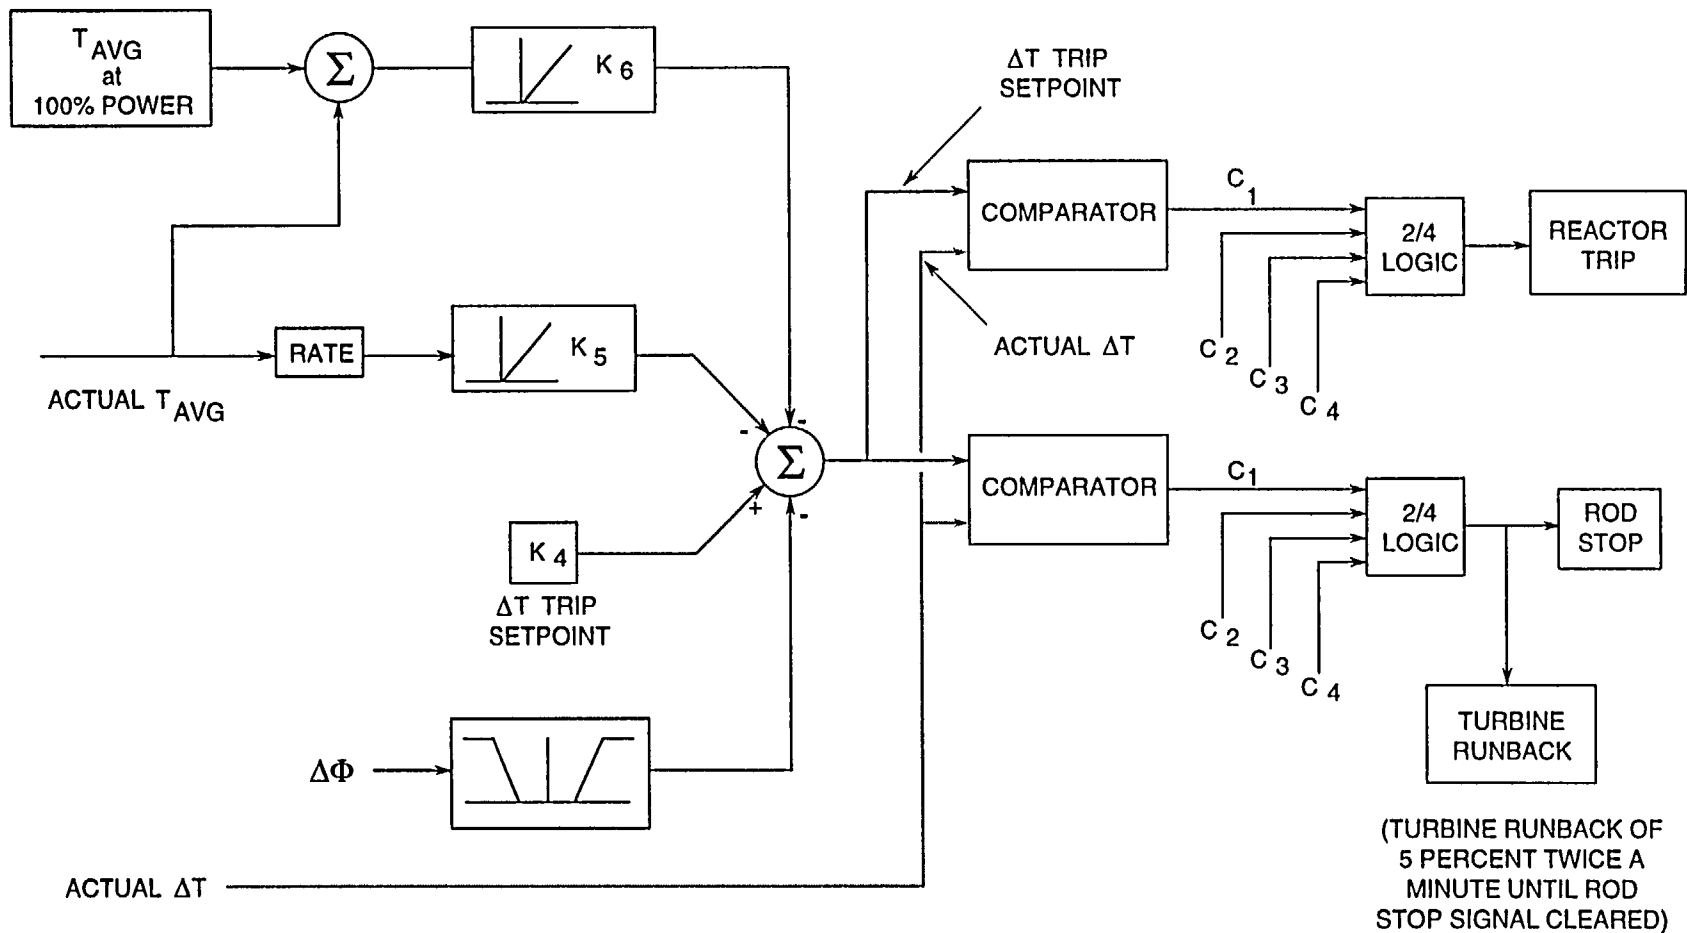 T AVG
at
100% POWER
Σ
K 6
ΔT TRIP
SETPOINT
COMPARATOR
C 1
2/4
LOGIC
REACTOR
TRIP
C 2
C 3
C 4
ACTUAL ΔT
RATE
K 5
ACTUAL T AVG
-
-
Σ
+
-
K 4
ΔT TRIP
SETPOINT
COMPARATOR
C 1
2/4
LOGIC
ROD
STOP
C 2
C 3
C 4
TURBINE
RUNBACK
ΔΦ
(TURBINE RUNBACK OF
5 PERCENT TWICE A
MINUTE UNTIL ROD
STOP SIGNAL CLEARED)
ACTUAL ΔT